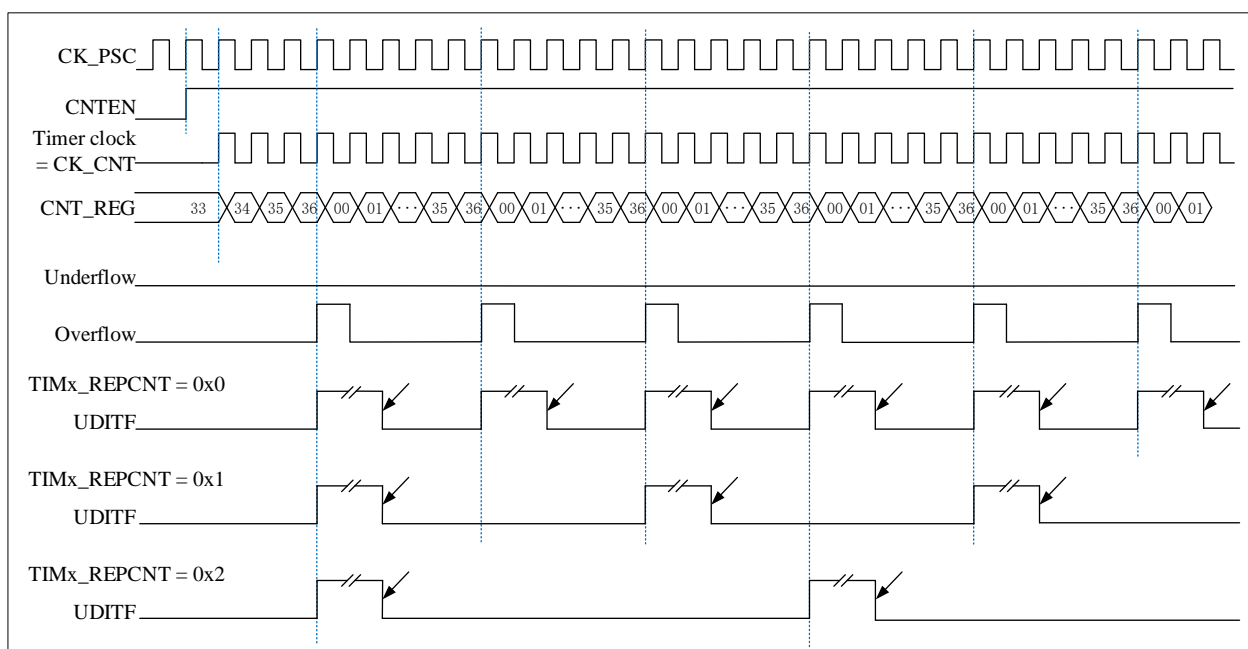 CK_PSC
CNTEN
Timer clock
= CK_CNT
CNT_REG 33 34 35 36 00 01 ··· 35 36 00 01 ··· 35 36 00 01 ··· 35 36 00 01 ··· 35 36 00 01 ··· 35 36 00 01
Underflow
Overflow
TIMx_REPCNT = 0x0
UDITF
TIMx_REPCNT = 0x1
UDITF
TIMx_REPCNT = 0x2
UDITF